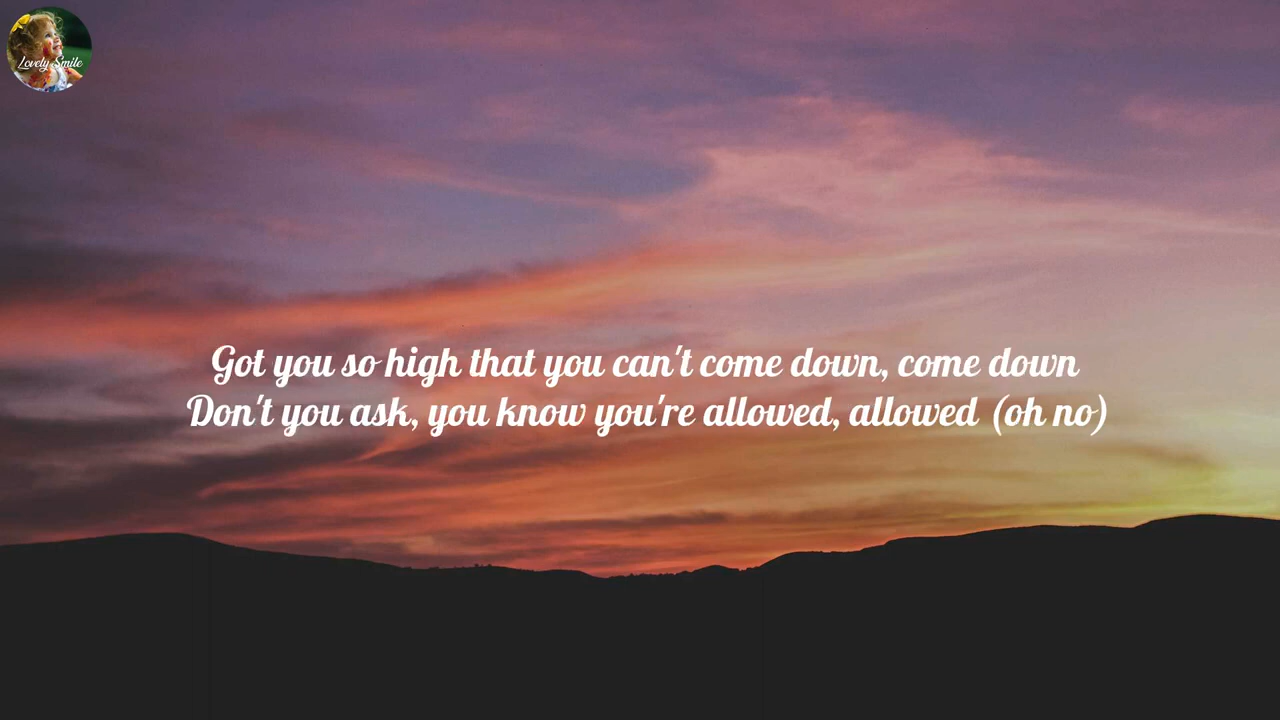 Lovely Smile
Got you so high that you can't come down, come down
Don't you ask, you know you're allowed, allowed (oh no)